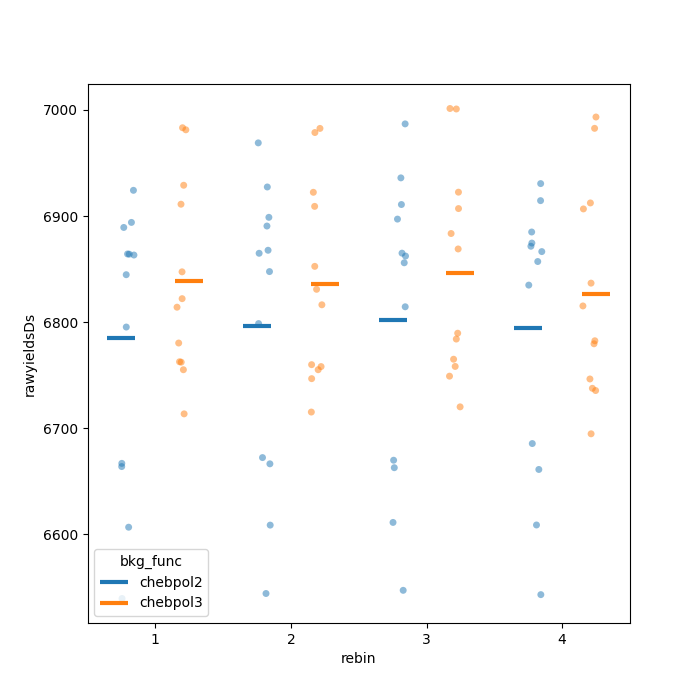 7000
6900
6800
6700
6600
rawyieldsDs
bkg_func
chebpol2
chebpol3
1 2 3 4
rebin